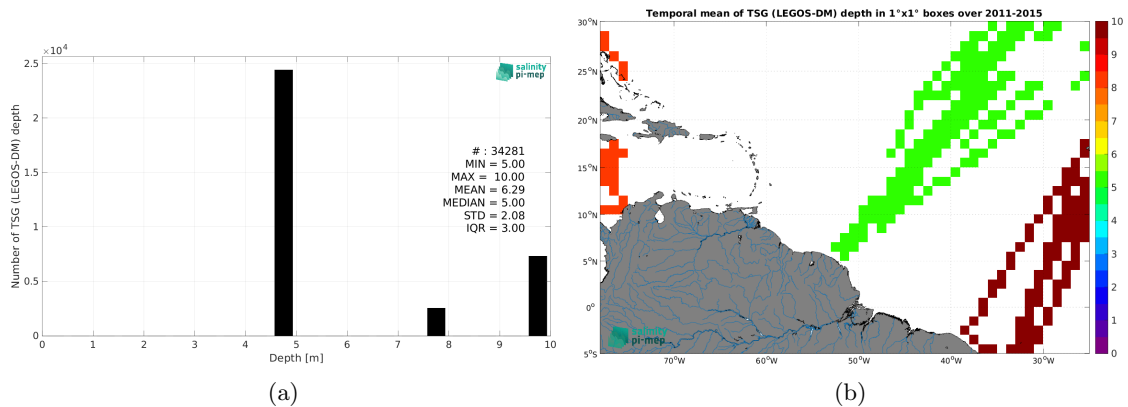 ×10⁴
2.5
2
1.5
1
0.5
0
0 1 2 3 4 5 6 7 8 9 10
Number of TSG (LEGOS-DM) depth
Depth [m]
salinity
pi-mep
# : 34281
MIN = 5.00
MAX = 10.00
MEAN = 6.29
MEDIAN = 5.00
STD = 2.08
IQR = 3.00
(a)
Temporal mean of TSG (LEGOS-DM) depth in 1°x1° boxes over 2011-2015
30°N
25°N
20°N
15°N
10°N
5°N
0°
5°S
70°W 60°W 50°W 40°W 30°W
salinity
pi-mep
10
9
8
7
6
5
4
3
2
1
0
(b)